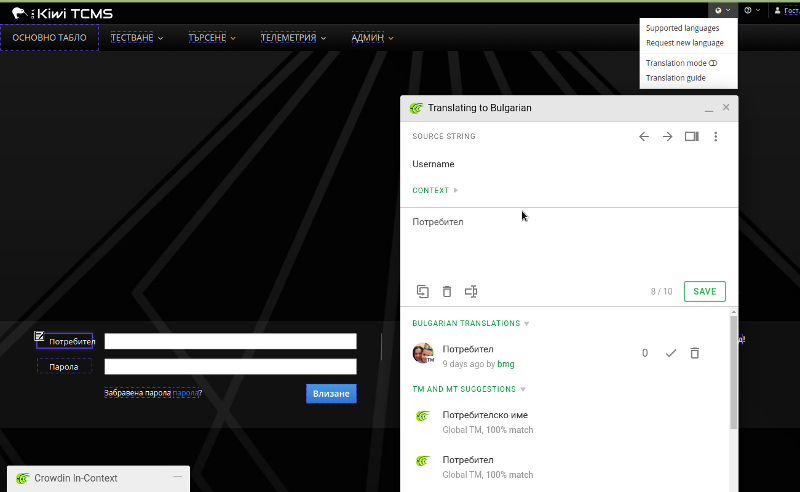 Kiwi TCMS
ОСНОВНО ТАБЛО
ТЕСТВАНЕ
ТЪРСЕНЕ
ТЕЛЕМЕТРИЯ
АДМИН
Supported languages
Request new language
Translation mode
Translation guide
Translating to Bulgarian
SOURCE STRING
Username
CONTEXT
Потребител
8 / 10
SAVE
BULGARIAN TRANSLATIONS
Потребител
0
9 days ago by bmg
TM AND MT SUGGESTIONS
Потребителско име
Global TM, 100% match
Потребител
Global TM, 100% match
Потребител
Парола
Забравена парола парола?
Влизане
Crowdin In-Context